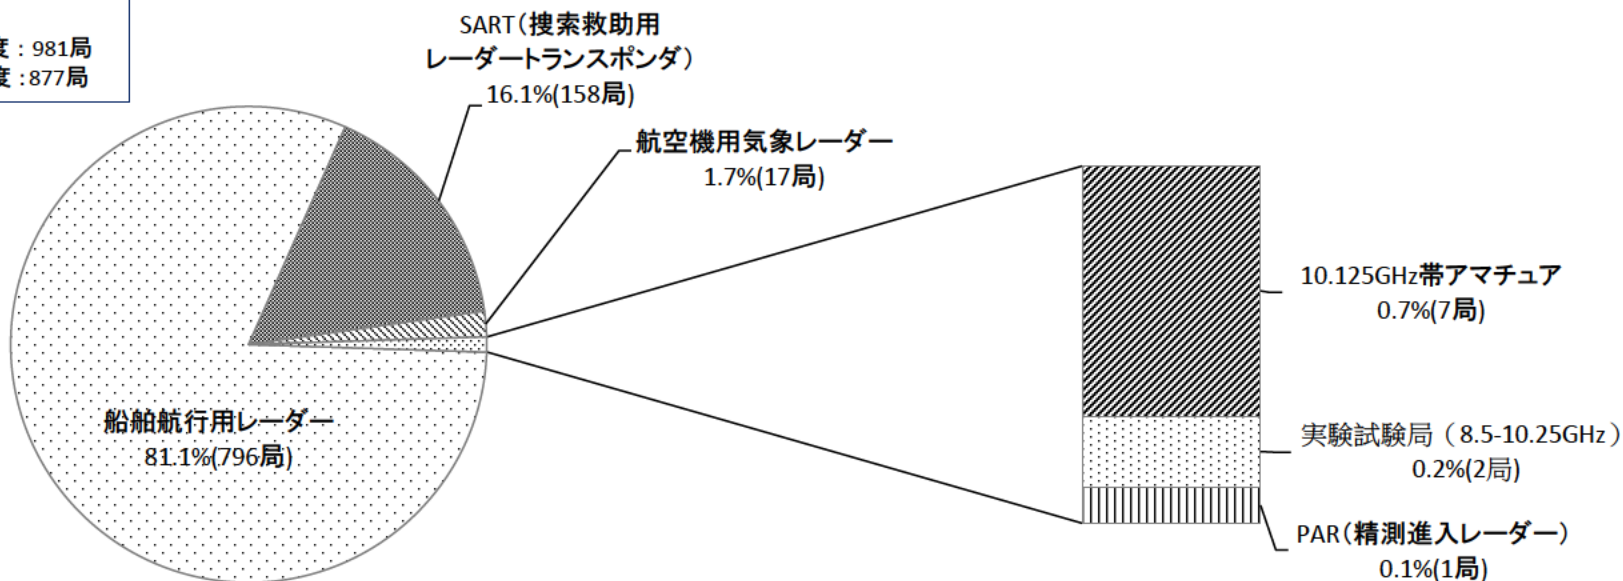 度：981局
度：877局
SART（捜索救助用
レーダートランスポンダ）
16.1%(158局)
航空機用気象レーダー
1.7%(17局)
10.125GHz帯アマチュア
0.7%(7局)
船舶航行用レーダー
81.1%(796局)
実験試験局（8.5-10.25GHz）
0.2%(2局)
PAR（精測進入レーダー）
0.1%(1局)